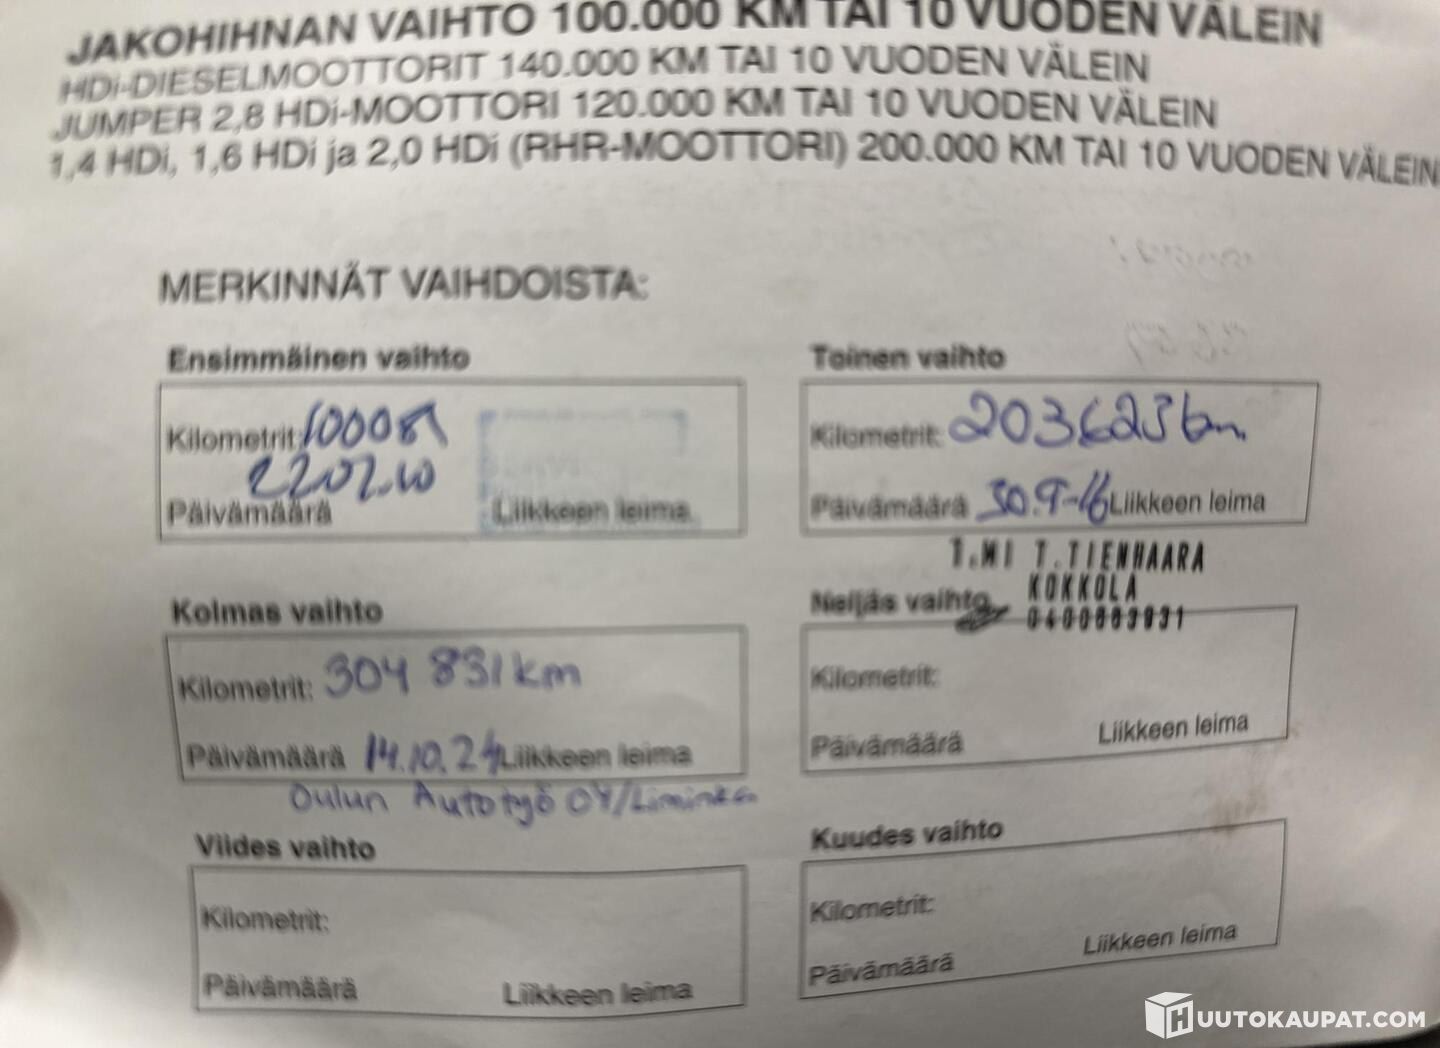 JAKOHIHNAN VAIHTO 100.000 KM TAI 10 VUODEN VÄLEIN
HDi-DIESELMOOTTORIT 140.000 KM TAI 10 VUODEN VÄLEIN
JUMPER 2,8 HDi-MOOTTORI 120.000 KM TAI 10 VUODEN VÄLEIN
1,4 HDi, 1,6 HDi ja 2,0 HDi (RHR-MOOTTORI) 200.000 KM TAI 10 VUODEN VÄLEIN
MERKINNÄT VAIHDOISTA:
Ensimmäinen vaihto
Kilometrit:
Päivämäärä
Liikkeen leima
Toinen vaihto
Kilometrit: 203623 km
Päivämäärä 30.9-16 Liikkeen leima
T.MI T.TIENHAARA
KOKKOLA
Kolmas vaihto
Kilometrit: 304 831 km
Päivämäärä 14.10.24 Liikkeen leima
Oulun Autotyö OY/Liminka
Neljäs vaihto
Kilometrit:
Päivämäärä
Liikkeen leima
Viides vaihto
Kilometrit:
Päivämäärä
Liikkeen leima
Kuudes vaihto
Kilometrit:
Päivämäärä
Liikkeen leima
HUUTOKAUPAT.COM